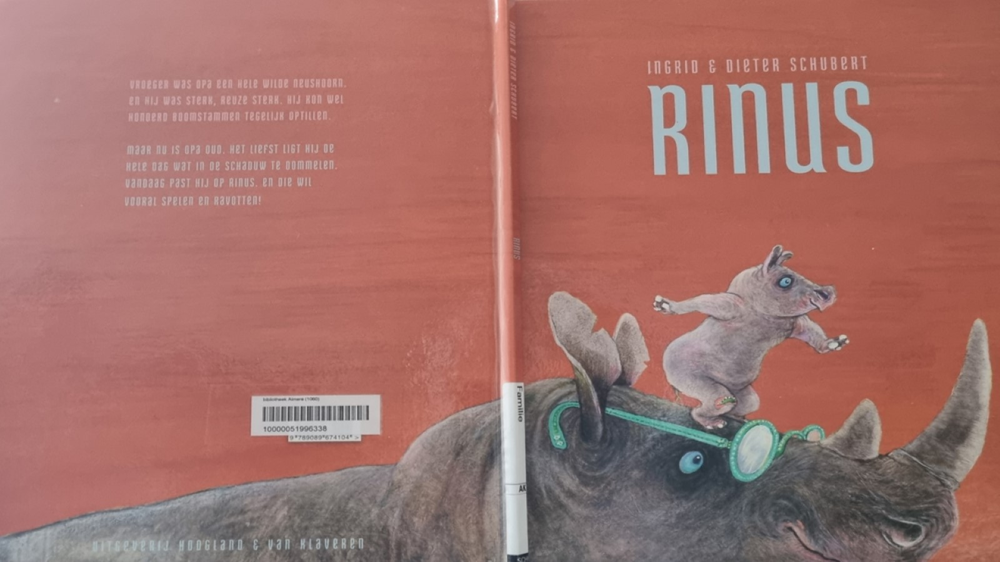 VROEGER WAS OPA EEN HELE WILDE NEUSHOORN.
EN HIJ WAS STERK, REUZE STERK. HIJ KON WEL
HONDERD BOOMSTAMMEN TEGELIJK OPTILLEN.
MAAR NU IS OPA OUD. HET LIEFST LIGT HIJ DE
HELE DAG WAT IN DE SCHADUW TE DOMMELEN.
VANDAAG PAST HIJ OP RINUS. EN DIE WIL
VOORAL SPELEN EN RAVOTTEN!
bibliotheek Almere (1060)
10000051996338
9 789089 674104 >
UITGEVERIJ HOOGLAND & VAN KLAVEREN
INGRID & DIETER SCHUBERT
RINUS
Familie
AK
INGRID & DIETER SCHUBERT
RINUS